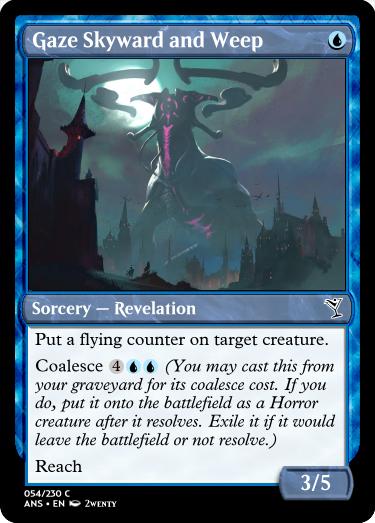 Gaze Skyward and Weep
Sorcery — Revelation
Put a flying counter on target creature.
Coalesce 4 (You may cast this from
your graveyard for its coalesce cost. If you
do, put it onto the battlefield as a Horror
creature after it resolves. Exile it if it would
leave the battlefield or not resolve.)
Reach
3/5
054/230 C
ANS • EN 2wenty